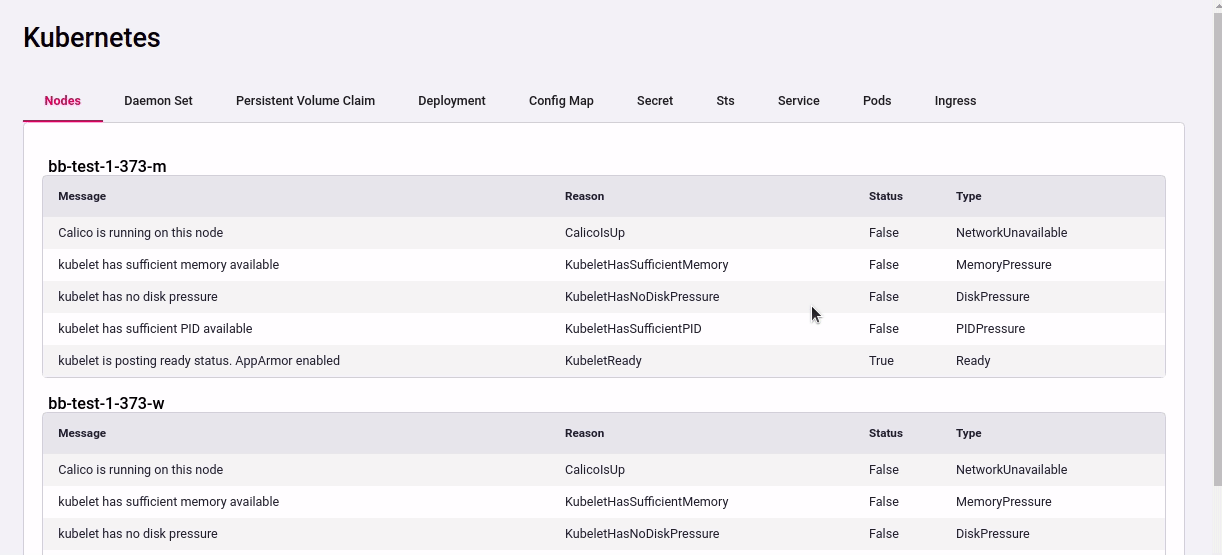 Kubernetes
Nodes Daemon Set Persistent Volume Claim Deployment Config Map Secret Sts Service Pods Ingress
bb-test-1-373-m
Message Reason Status Type
Calico is running on this node CalicoIsUp False NetworkUnavailable
kubelet has sufficient memory available KubeletHasSufficientMemory False MemoryPressure
kubelet has no disk pressure KubeletHasNoDiskPressure False DiskPressure
kubelet has sufficient PID available KubeletHasSufficientPID False PIDPressure
kubelet is posting ready status. AppArmor enabled KubeletReady True Ready
bb-test-1-373-w
Message Reason Status Type
Calico is running on this node CalicoIsUp False NetworkUnavailable
kubelet has sufficient memory available KubeletHasSufficientMemory False MemoryPressure
kubelet has no disk pressure KubeletHasNoDiskPressure False DiskPressure